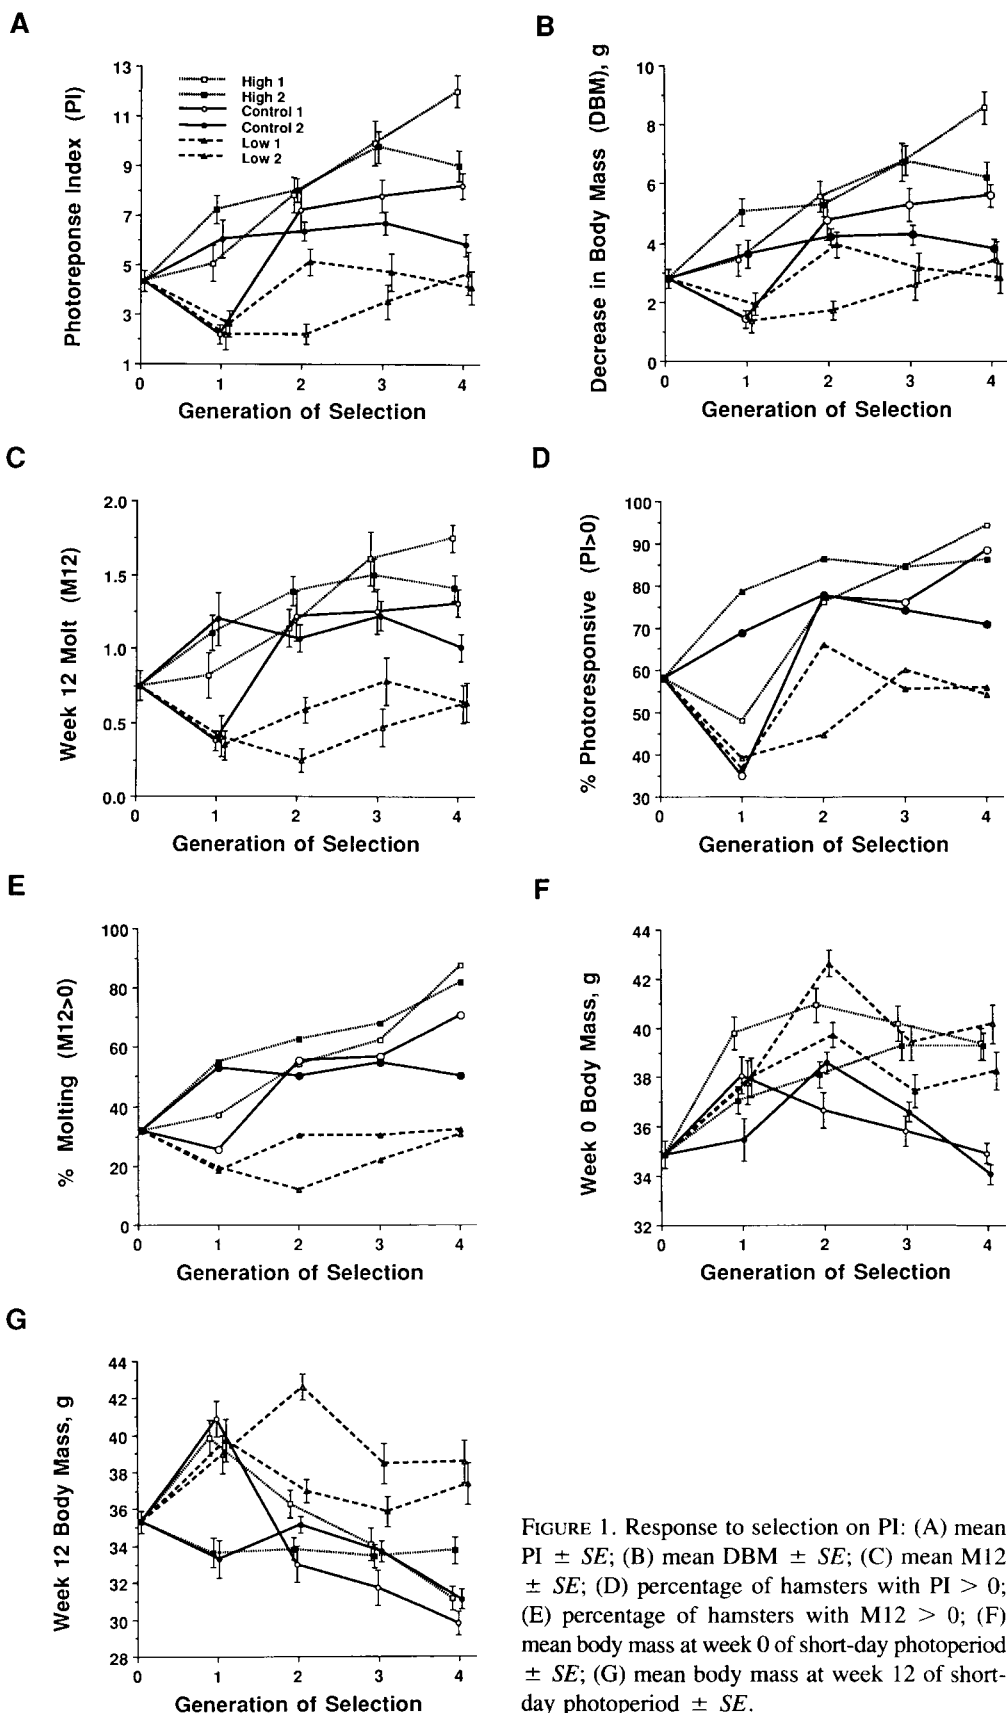 A
Photoreponse Index (PI)
13
11
9
7
5
3
1
High 1
High 2
Control 1
Control 2
Low 1
Low 2
0 1 2 3 4
Generation of Selection
B
Decrease in Body Mass (DBM), g
10
8
6
4
2
0
0 1 2 3 4
Generation of Selection
C
Week 12 Molt (M12)
2.0
1.5
1.0
0.5
0.0
0 1 2 3 4
Generation of Selection
D
% Photoresponsive (PI>0)
100
90
80
70
60
50
40
30
0 1 2 3 4
Generation of Selection
E
% Molting (M12>0)
100
80
60
40
20
0
0 1 2 3 4
Generation of Selection
F
Week 0 Body Mass, g
44
42
40
38
36
34
32
0 1 2 3 4
Generation of Selection
G
Week 12 Body Mass, g
44
42
40
38
36
34
32
30
28
0 1 2 3 4
Generation of Selection
FIGURE 1. Response to selection on PI: (A) mean
PI ± SE; (B) mean DBM ± SE; (C) mean M12
± SE; (D) percentage of hamsters with PI > 0;
(E) percentage of hamsters with M12 > 0; (F)
mean body mass at week 0 of short-day photoperiod
± SE; (G) mean body mass at week 12 of short-
day photoperiod ± SE.